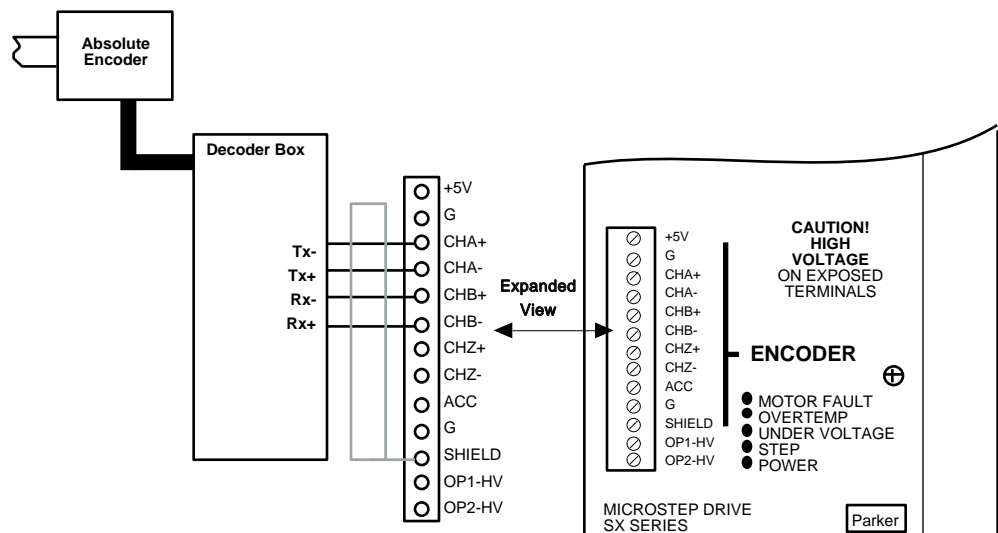 Absolute
Encoder
Decoder Box
Tx-
Tx+
Rx-
Rx+
+5V
G
CHA+
CHA-
CHB+
CHB-
CHZ+
CHZ-
ACC
G
SHIELD
OP1-HV
OP2-HV
Expanded
View
+5V
G
CHA+
CHA-
CHB+
CHB-
CHZ+
CHZ-
ACC
G
SHIELD
OP1-HV
OP2-HV
CAUTION!
HIGH
VOLTAGE
ON EXPOSED
TERMINALS
ENCODER
MOTOR FAULT
OVERTEMP
UNDER VOLTAGE
STEP
POWER
MICROSTEP DRIVE
SX SERIES
Parker